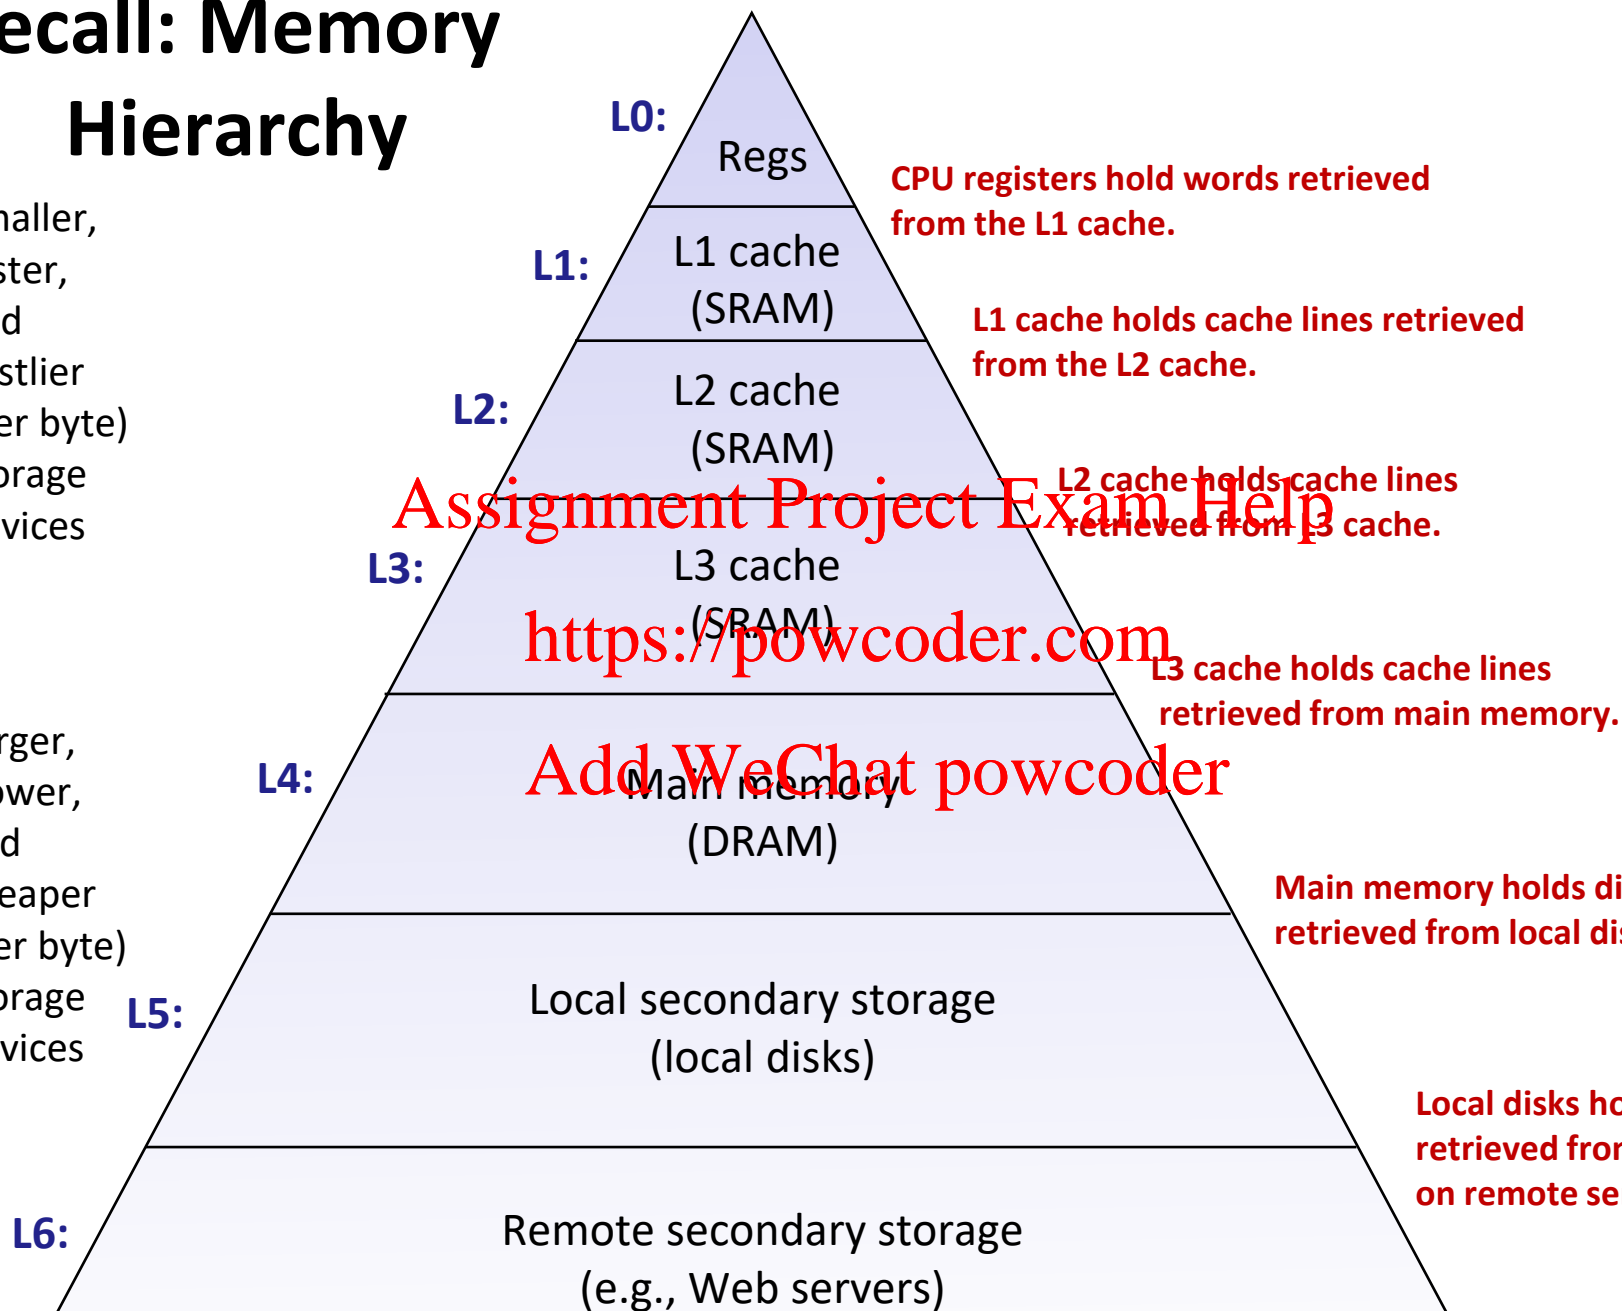 ecall: Memory
Hierarchy
naller,
ster,
d
stlier
er byte)
orage
vices
rger,
ower,
d
eaper
er byte)
orage
vices
L0:
Regs
CPU registers hold words retrieved
from the L1 cache.
L1:
L1 cache
(SRAM)
L1 cache holds cache lines retrieved
from the L2 cache.
L2:
L2 cache
(SRAM)
L2 cache holds cache lines
retrieved from L3 cache.
Assignment Project Exam Help
L3:
L3 cache
(SRAM)
https://powcoder.com
L3 cache holds cache lines
retrieved from main memory.
L4:
Main memory
(DRAM)
Add WeChat powcoder
Main memory holds di
retrieved from local dis
L5:
Local secondary storage
(local disks)
Local disks ho
retrieved from
on remote se
L6:
Remote secondary storage
(e.g., Web servers)